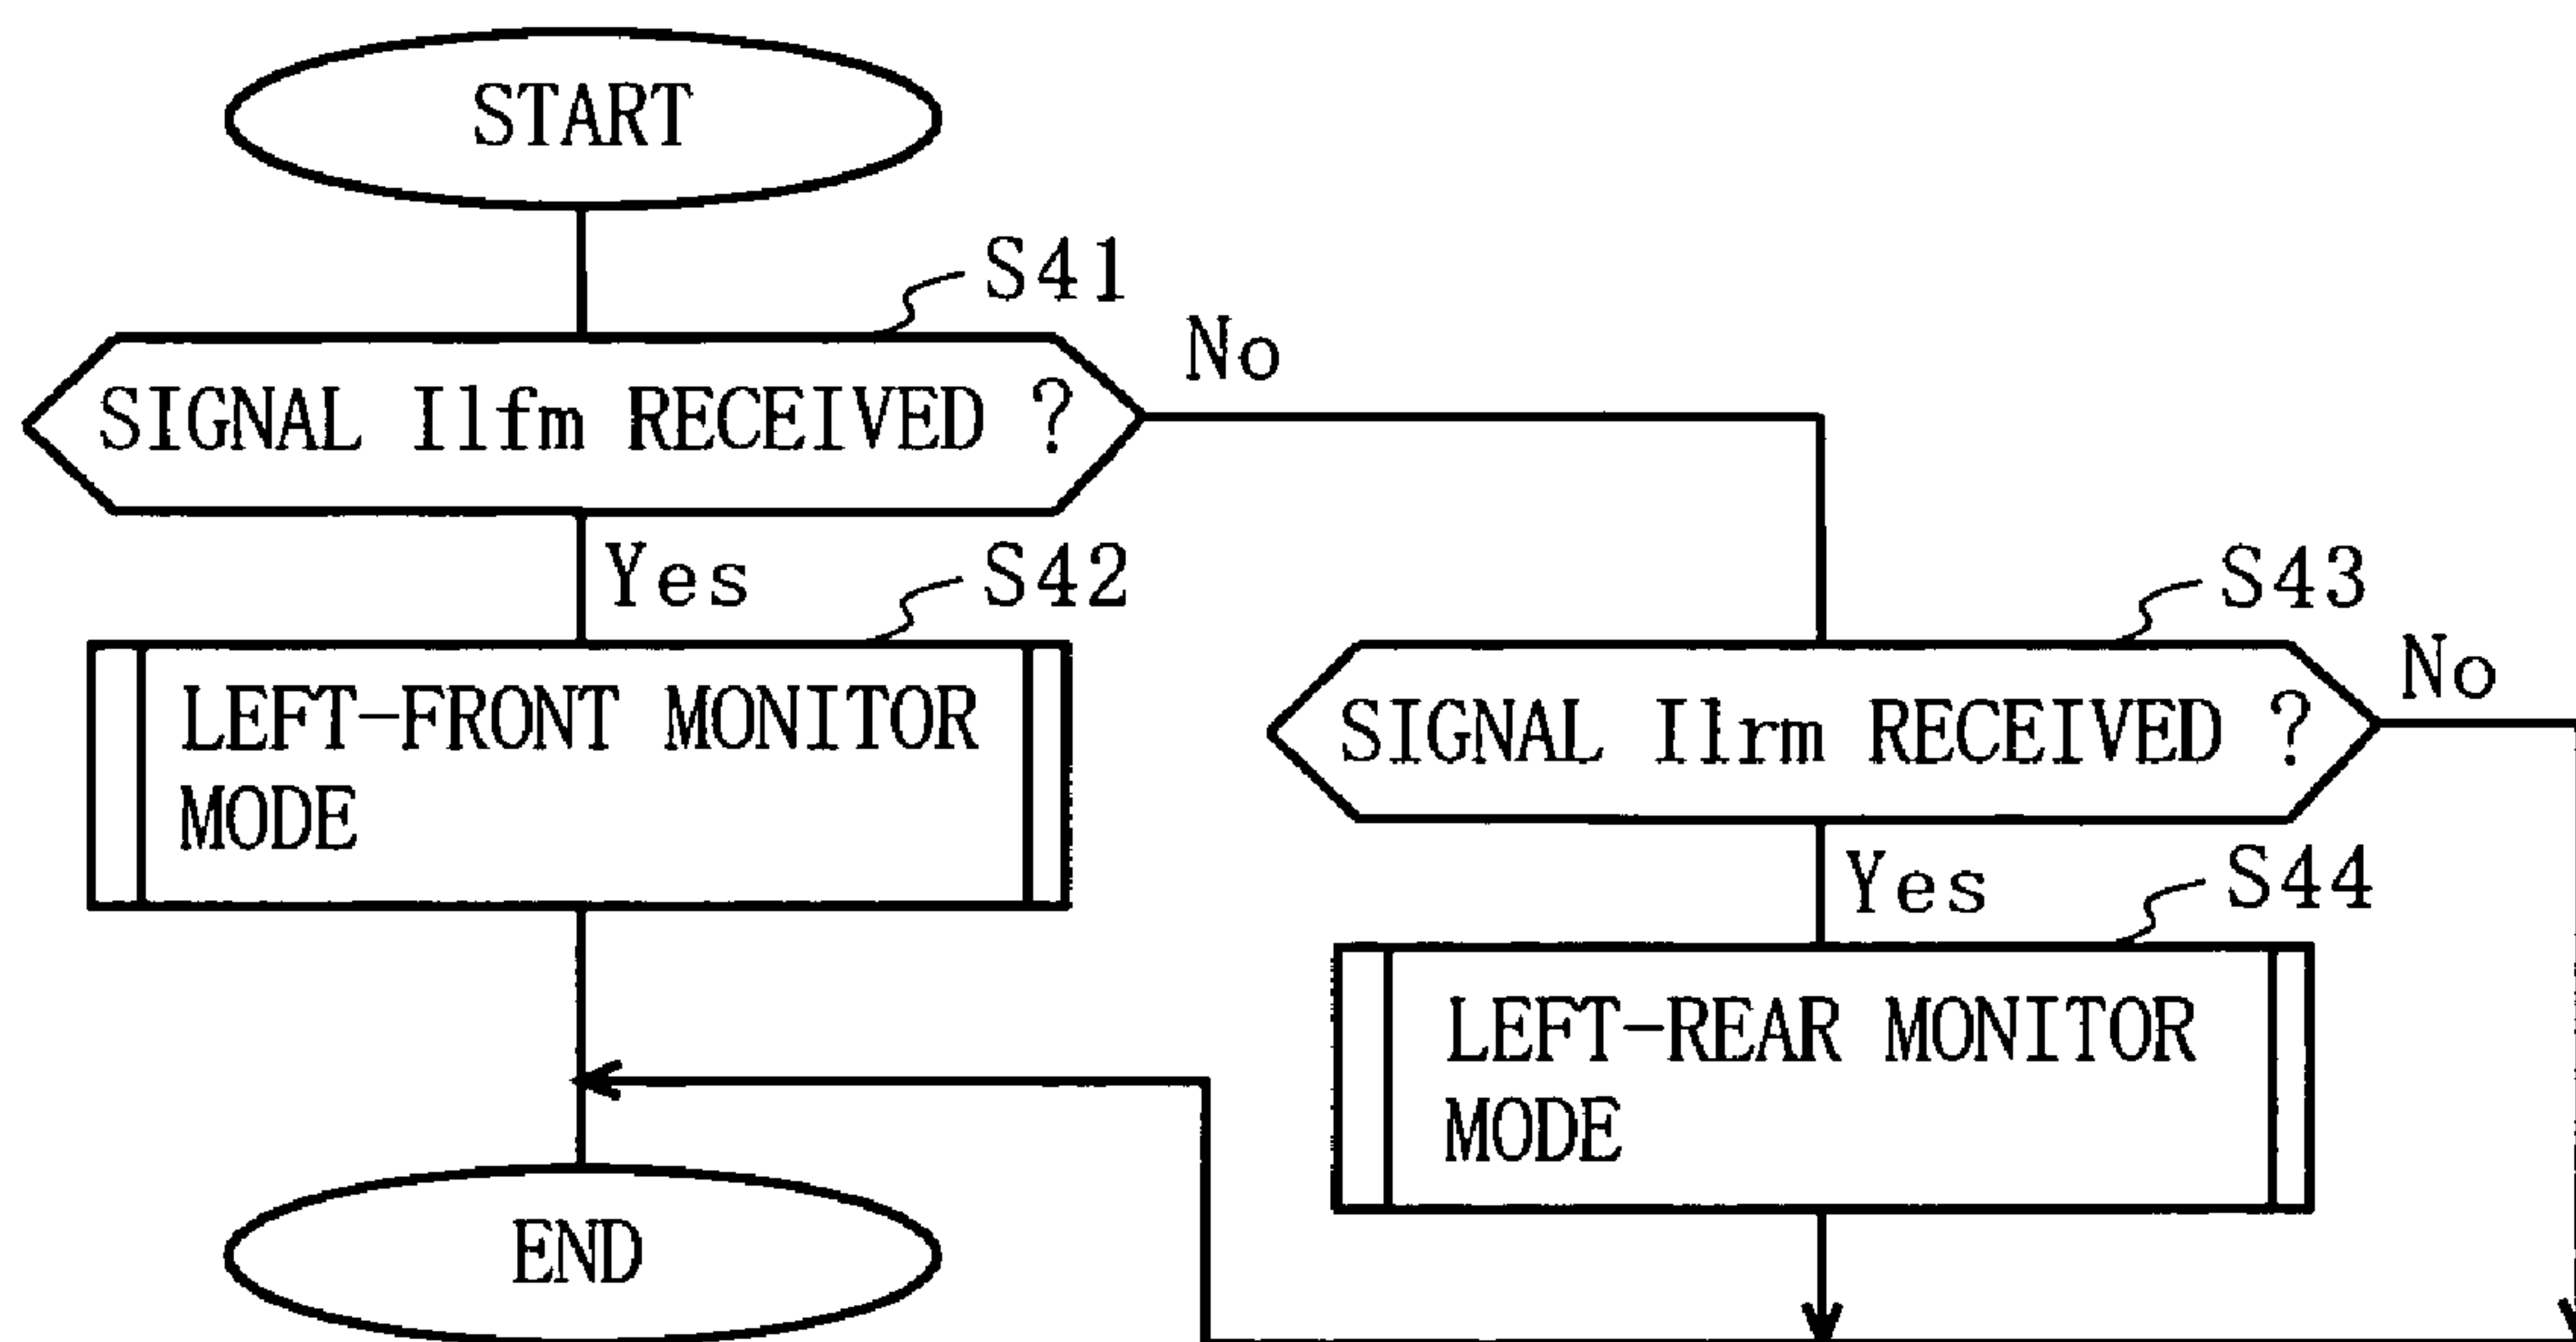 START
S41
SIGNAL Ilfm RECEIVED ?
No
Yes
S42
LEFT-FRONT MONITOR
MODE
S43
SIGNAL Ilrm RECEIVED ?
No
Yes
S44
LEFT-REAR MONITOR
MODE
END